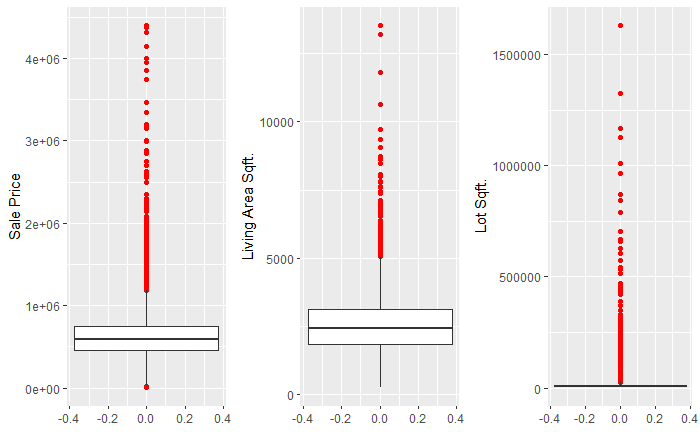 Sale Price
4e+06
3e+06
2e+06
1e+06
0e+00
-0.4 -0.2 0.0 0.2 0.4
Living Area Sqft.
10000
5000
0
-0.4 -0.2 0.0 0.2 0.4
Lot Sqft.
1500000
1000000
500000
0
-0.4 -0.2 0.0 0.2 0.4